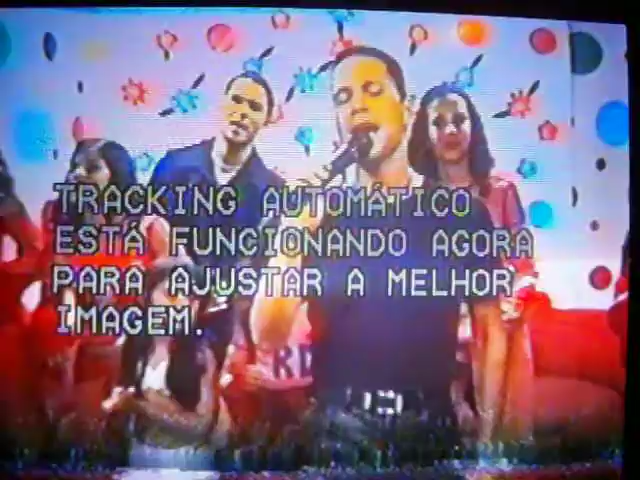 TRACKING AUTOMÁTICO
ESTÁ FUNCIONANDO AGORA
PARA AJUSTAR A MELHOR
IMAGEM.